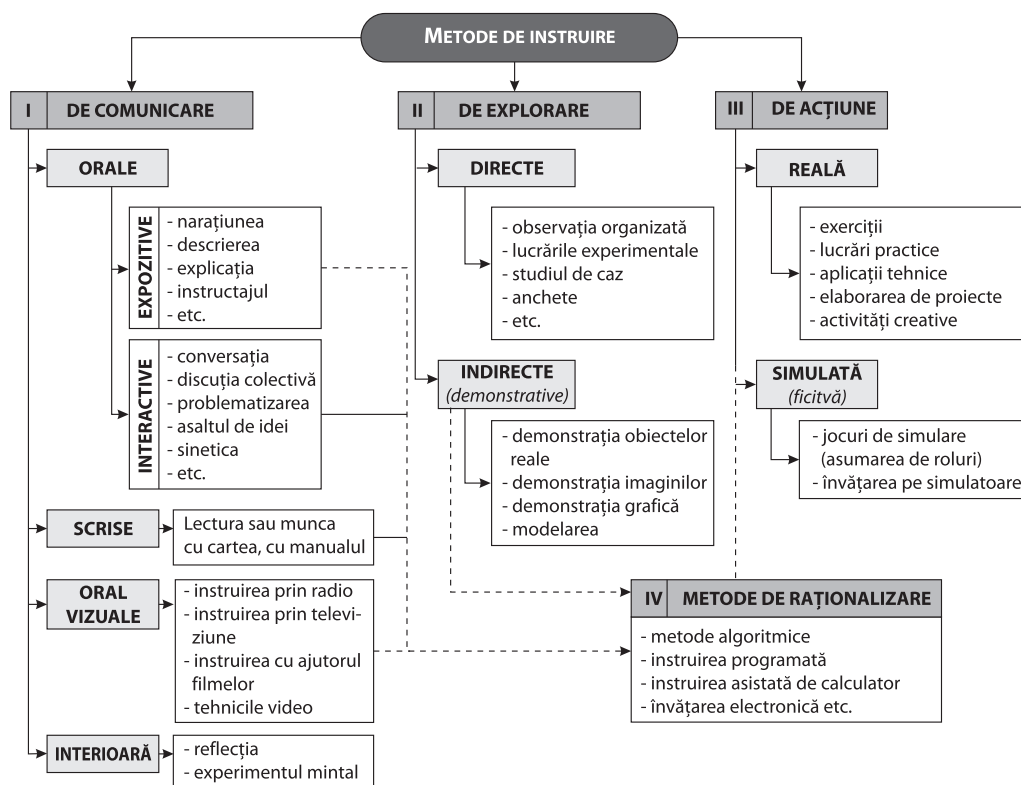 METODE DE INSTRUIRE
I DE COMUNICARE
ORALE
EXPOZITIVE
- narațiunea
- descrierea
- explicația
- instructajul
- etc.
INTERACTIVE
- conversația
- discuția colectivă
- problematizarea
- asaltul de idei
- sinetica
- etc.
SCRISE
Lectura sau munca
cu cartea, cu manualul
ORAL
VIZUALE
- instruirea prin radio
- instruirea prin televi-
ziune
- instruirea cu ajutorul
filmelor
- tehnicile video
INTERIOARĂ
- reflecția
- experimentul mintal
II DE EXPLORARE
DIRECTE
- observația organizată
- lucrările experimentale
- studiul de caz
- anchete
- etc.
INDIRECTE
(demonstrative)
- demonstrația obiectelor
reale
- demonstrația imaginilor
- demonstrația grafică
- modelarea
III DE ACȚIUNE
REALĂ
- exerciții
- lucrări practice
- aplicații tehnice
- elaborarea de proiecte
- activități creative
SIMULATĂ
(ficitvă)
- jocuri de simulare
(asumarea de roluri)
- învățarea pe simulatoare
IV METODE DE RAȚIONALIZARE
- metode algoritmice
- instruirea programată
- instruirea asistată de calculator
- învățarea electronică etc.